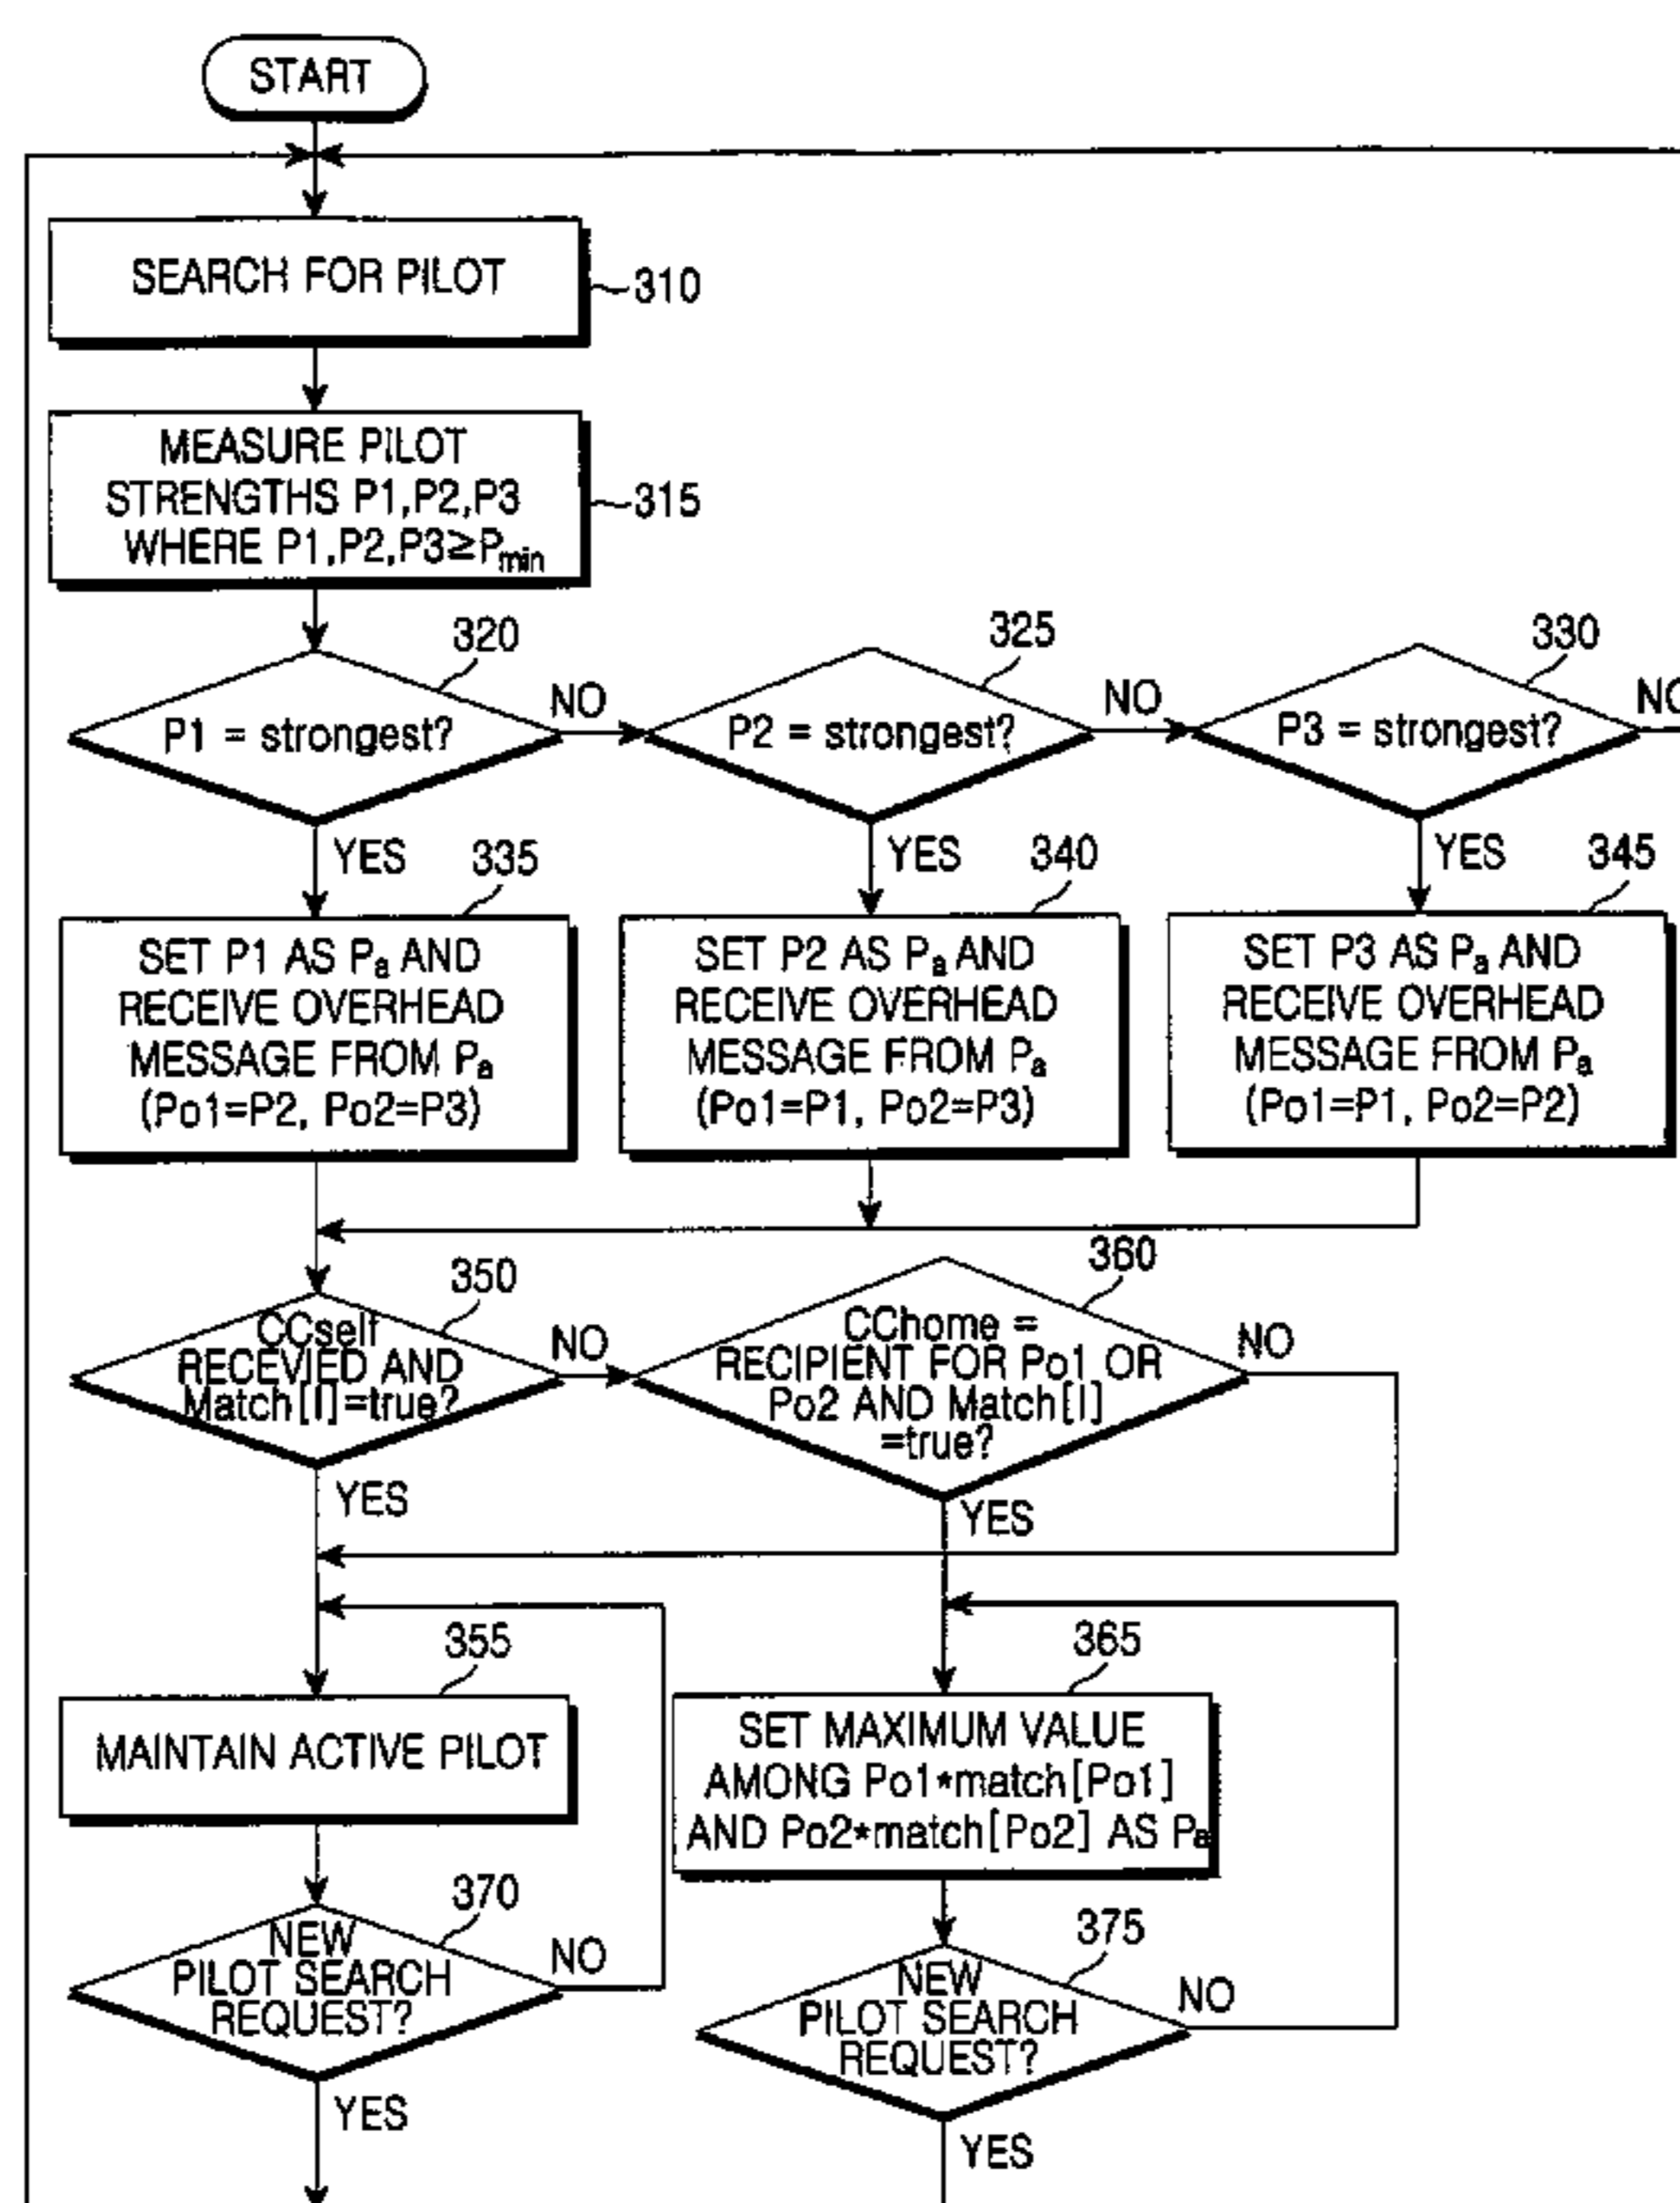 START
SEARCH FOR PILOT
310
MEASURE PILOT
STRENGTHS P1,P2,P3
WHERE P1,P2,P3≥Pmin
315
320
P1 = strongest?
NO
325
P2 = strongest?
NO
330
P3 = strongest?
NO
YES
335
YES
340
YES
345
SET P1 AS Pa AND
RECEIVE OVERHEAD
MESSAGE FROM Pa
(Po1=P2, Po2=P3)
SET P2 AS Pa AND
RECEIVE OVERHEAD
MESSAGE FROM Pa
(Po1=P1, Po2=P3)
SET P3 AS Pa AND
RECEIVE OVERHEAD
MESSAGE FROM Pa
(Po1=P1, Po2=P2)
350
CCself
RECEVIED AND
Match[I]=true?
NO
360
CChome =
RECIPIENT FOR Po1 OR
Po2 AND Match[I]
=true?
NO
YES
YES
355
MAINTAIN ACTIVE PILOT
365
SET MAXIMUM VALUE
AMONG Po1*match[Po1]
AND Po2*match[Po2] AS Pa
370
NEW
PILOT SEARCH
REQUEST?
NO
375
NEW
PILOT SEARCH
REQUEST?
NO
YES
YES